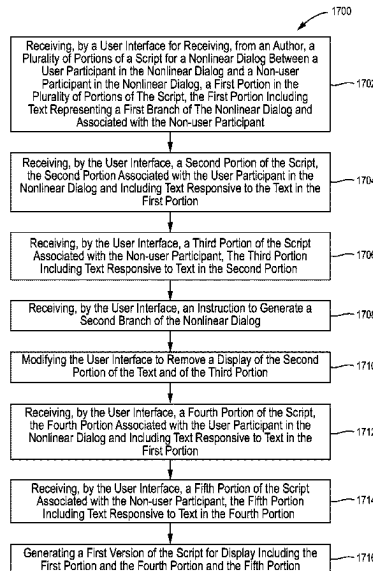 1700
Receiving, by a User Interface for Receiving, from an Author, a
Plurality of Portions of a Script for a Nonlinear Dialog Between a
User Participant in the Nonlinear Dialog and a Non-user
Participant in the Nonlinear Dialog, a First Portion in the
Plurality of Portions of The Script, the First Portion Including
Text Representing a First Branch of The Nonlinear Dialog and
Associated with the Non-user Participant
1702
Receiving, by the User Interface, a Second Portion of the Script,
the Second Portion Associated with the User Participant in the
Nonlinear Dialog and Including Text Responsive to the Text in the
First Portion
1704
Receiving, by the User Interface, a Third Portion of the Script
Associated with the Non-user Participant, The Third Portion
Including Text Responsive to Text in the Second Portion
1706
Receiving, by the User Interface, an Instruction to Generate a
Second Branch of the Nonlinear Dialog
1708
Modifying the User Interface to Remove a Display of the Second
Portion of the Text and of the Third Portion
1710
Receiving, by the User Interface, a Fourth Portion of the Script,
the Fourth Portion Associated with the User Participant in the
Nonlinear Dialog and Including Text Responsive to Text in the
First Portion
1712
Receiving, by the User Interface, a Fifth Portion of the Script
Associated with the Non-user Participant, the Fifth Portion
Including Text Responsive to Text in the Fourth Portion
1714
Generating a First Version of the Script for Display Including the
First Portion and the Fourth Portion and the Fifth Portion
1716